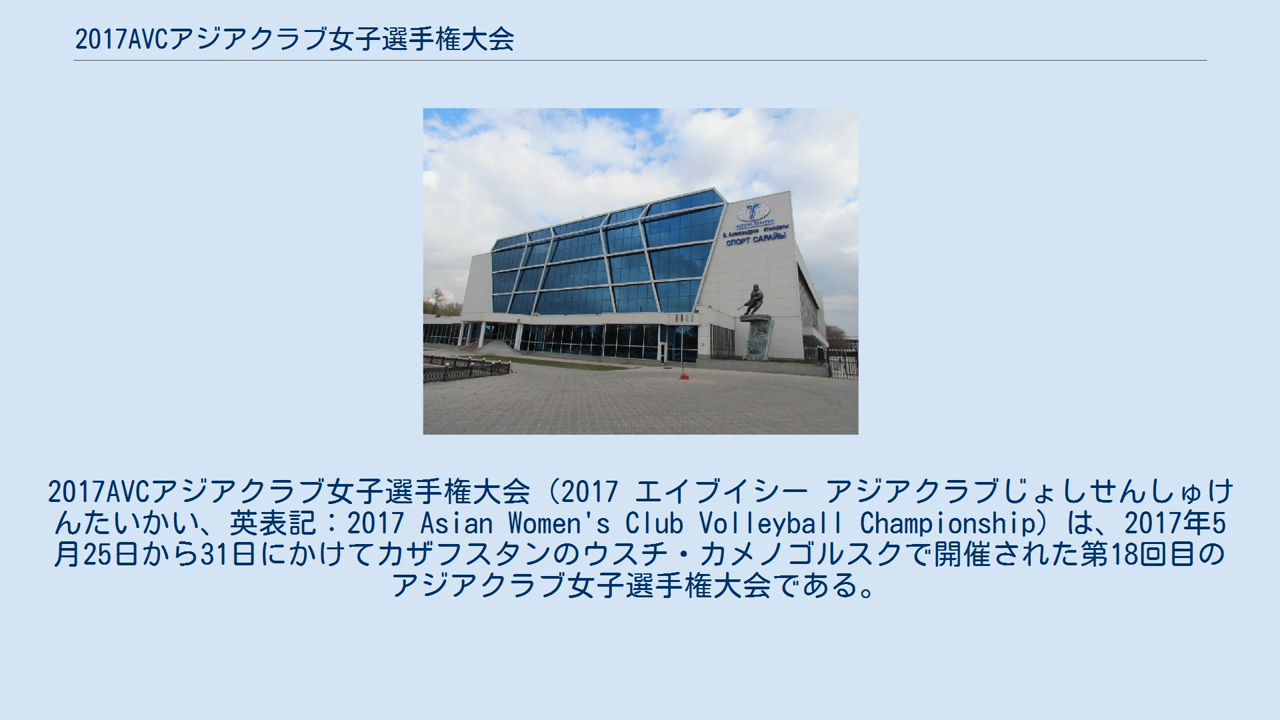 2017AVCアジアクラブ女子選手権大会
Б. Александров атындағы
СПОРТ САРАЙЫ
2017AVCアジアクラブ女子選手権大会（2017 エイブイシー アジアクラブじょしせんしゅけ
んたいかい、英表記：2017 Asian Women's Club Volleyball Championship）は、2017年5
月25日から31日にかけてカザフスタンのウスチ・カメノゴルスクで開催された第18回目の
アジアクラブ女子選手権大会である。